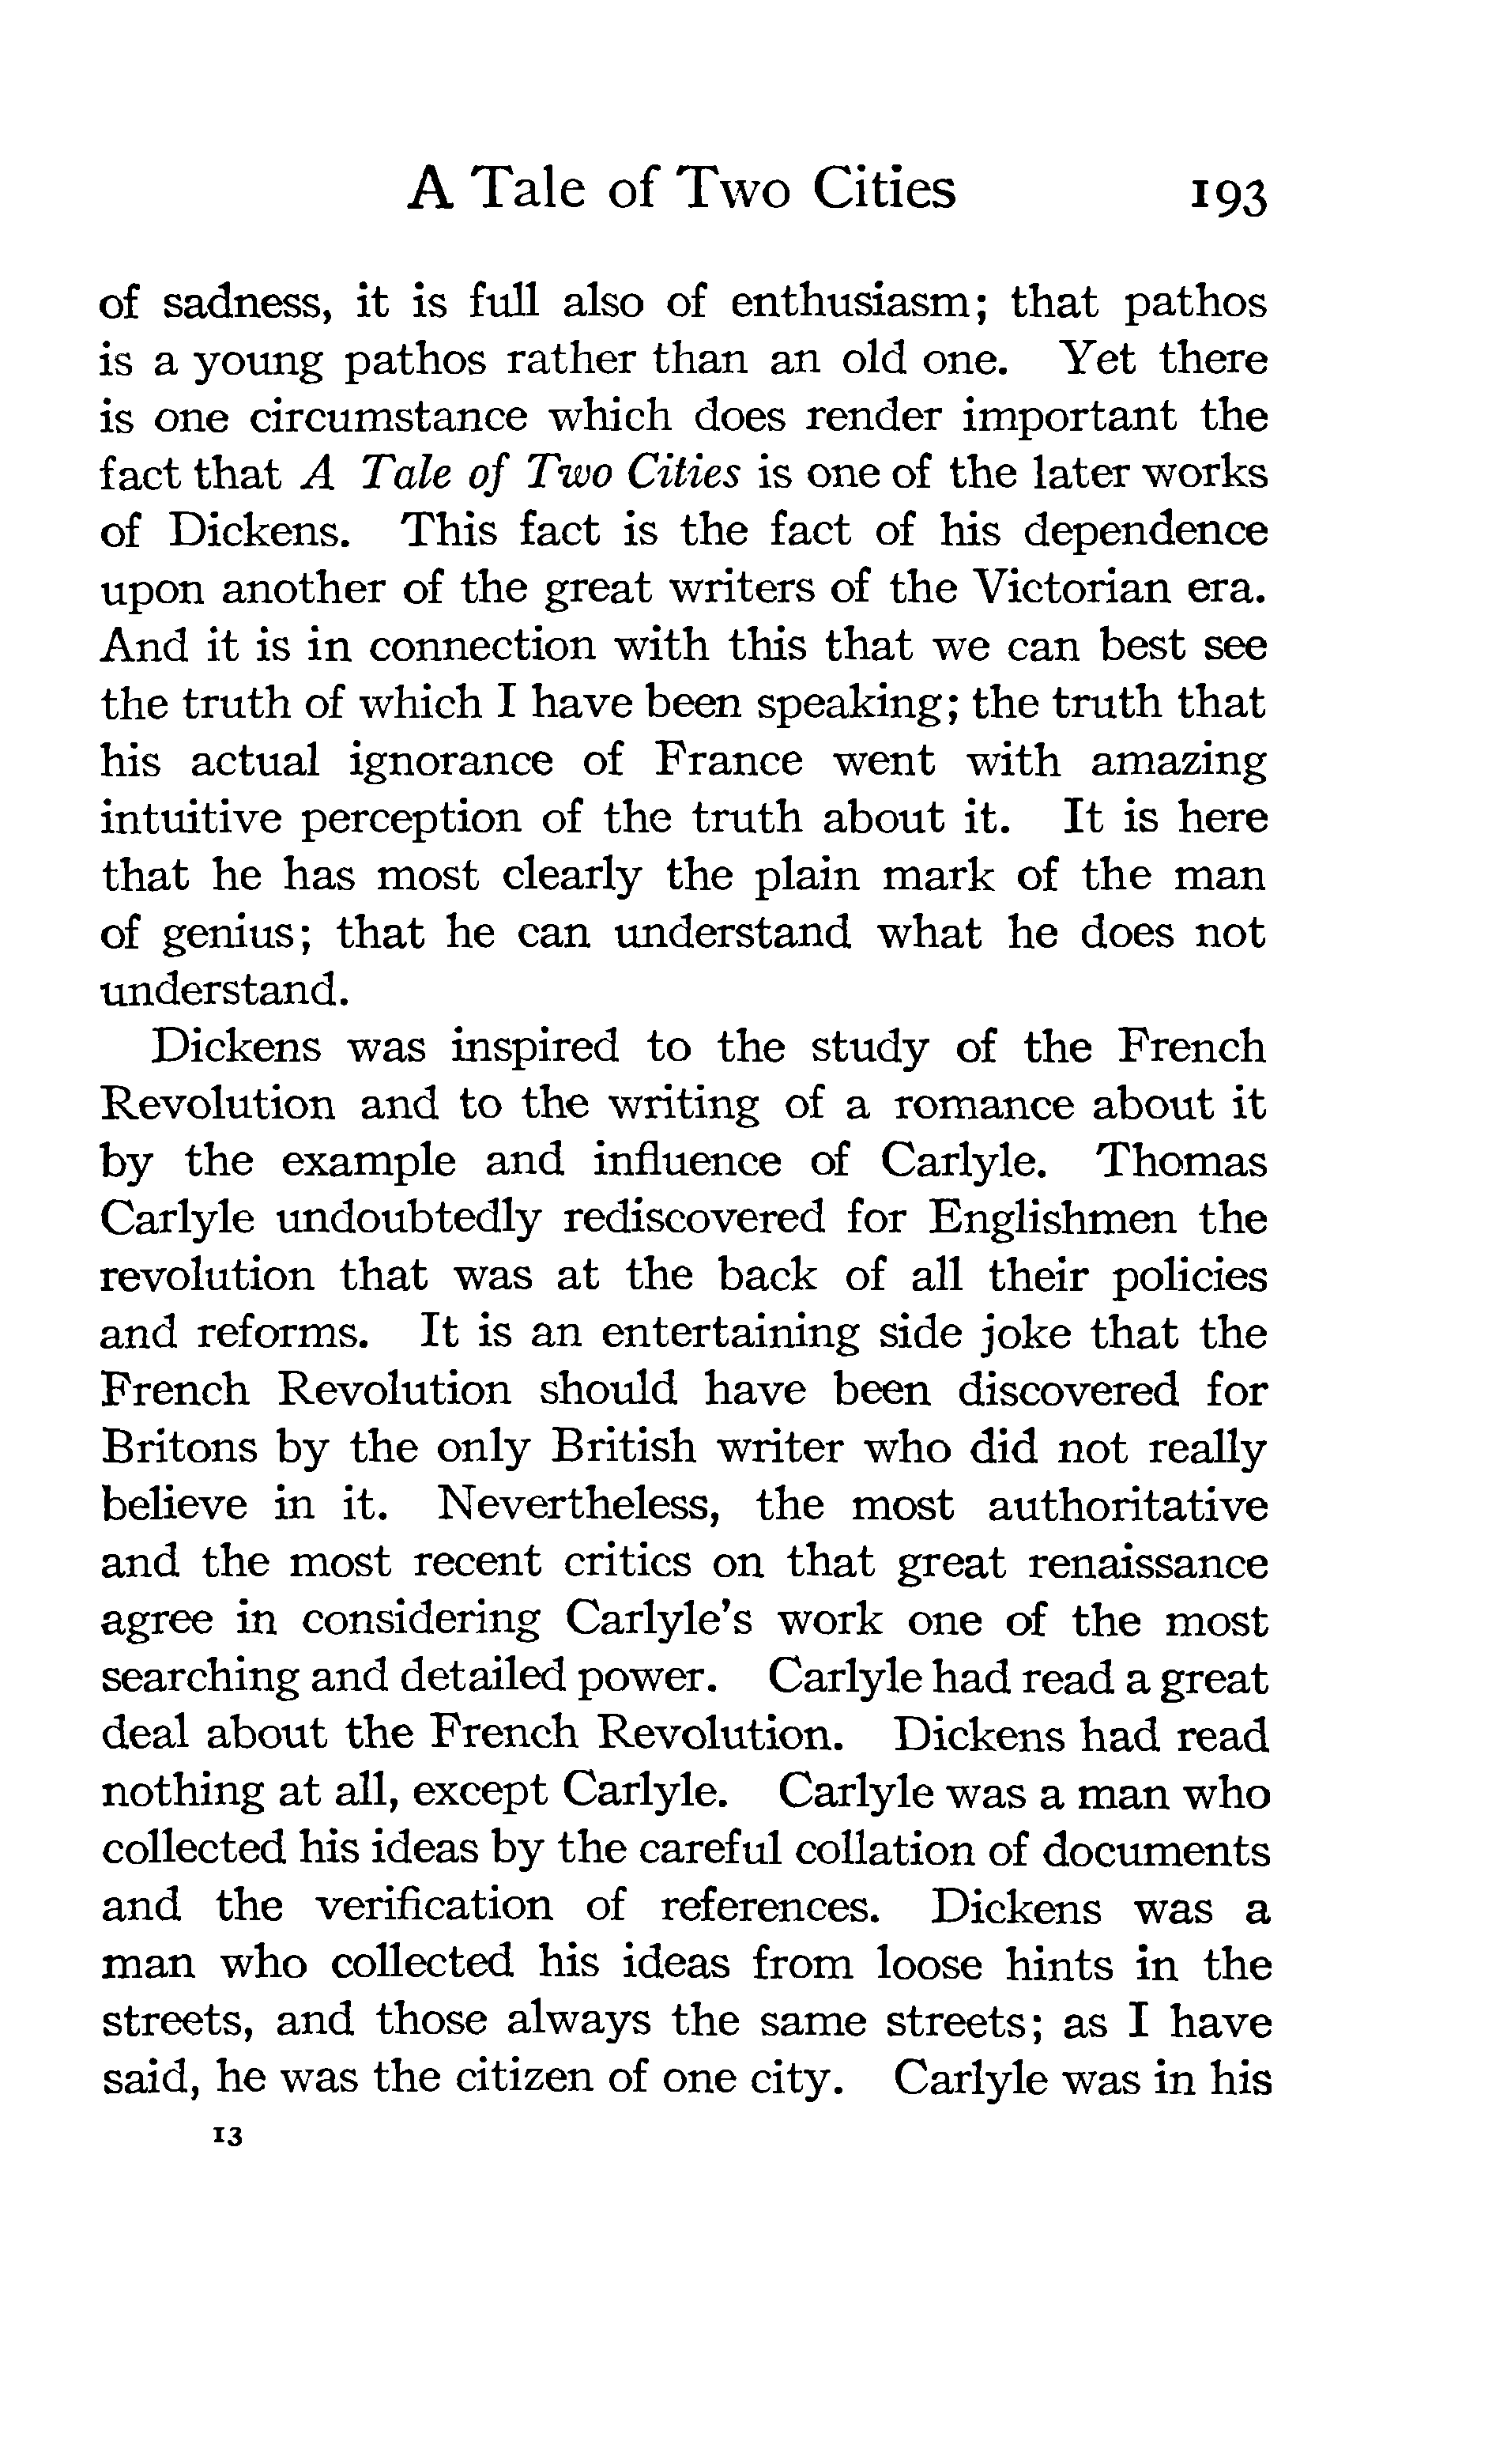 A Tale of Two Cities 193
of sadness, it is full also of enthusiasm; that pathos
is a young pathos rather than an old one. Yet there
is one circumstance which does render important the
fact that A Tale of Two Cities is one of the later works
of Dickens. This fact is the fact of his dependence
upon another of the great writers of the Victorian era.
And it is in connection with this that we can best see
the truth of which I have been speaking; the truth that
his actual ignorance of France went with amazing
intuitive perception of the truth about it. It is here
that he has most clearly the plain mark of the man
of genius; that he can understand what he does not
understand.
Dickens was inspired to the study of the French
Revolution and to the writing of a romance about it
by the example and influence of Carlyle. Thomas
Carlyle undoubtedly rediscovered for Englishmen the
revolution that was at the back of all their policies
and reforms. It is an entertaining side joke that the
French Revolution should have been discovered for
Britons by the only British writer who did not really
believe in it. Nevertheless, the most authoritative
and the most recent critics on that great renaissance
agree in considering Carlyle's work one of the most
searching and detailed power. Carlyle had read a great
deal about the French Revolution. Dickens had read
nothing at all, except Carlyle. Carlyle was a man who
collected his ideas by the careful collation of documents
and the verification of references. Dickens was a
man who collected his ideas from loose hints in the
streets, and those always the same streets; as I have
said, he was the citizen of one city. Carlyle was in his
13